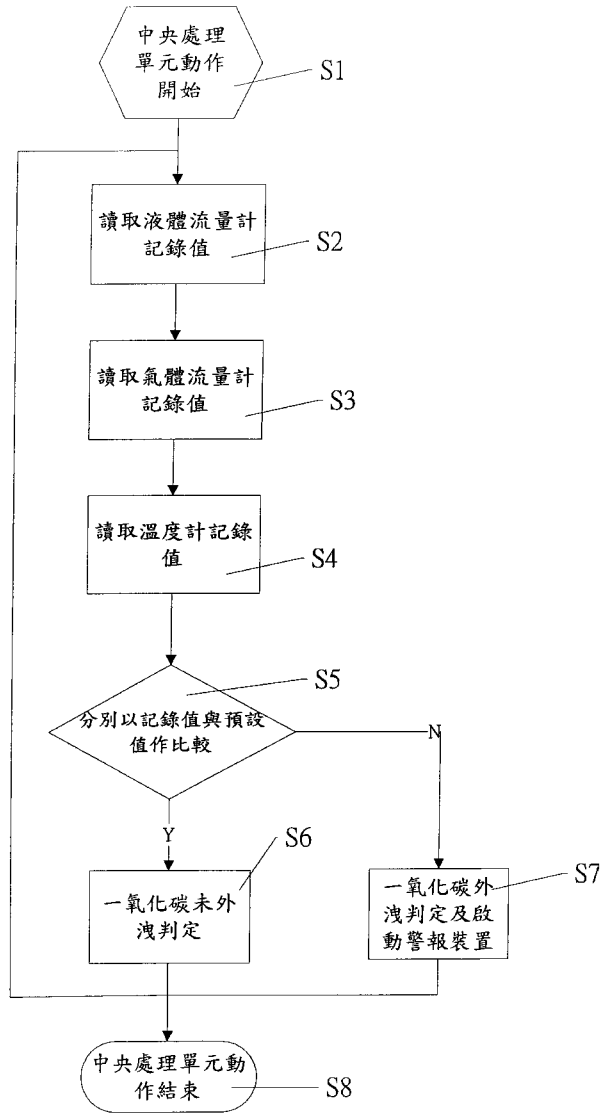 中央處理
單元動作
開始
S1
讀取液體流量計
記錄值
S2
讀取氣體流量計
記錄值
S3
讀取溫度計記錄
值
S4
分別以記錄值與預設
值作比較
S5
N
Y
一氧化碳未外
洩判定
S6
一氧化碳外
洩判定及啟
動警報裝置
S7
中央處理單元動
作結束
S8